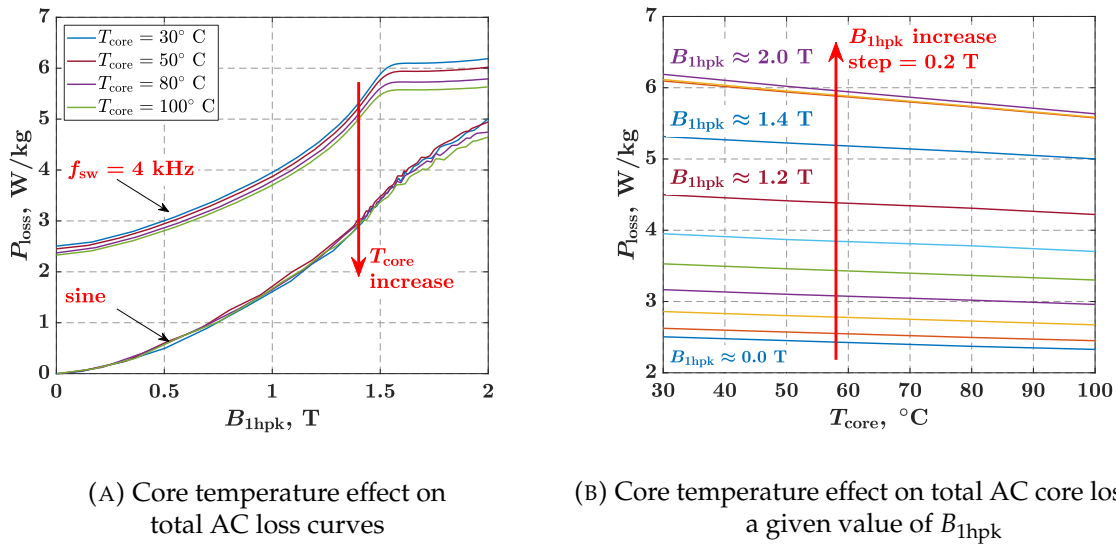 7
6
5
4
3
2
1
0
P_loss, W/kg
T_core = 30° C
T_core = 50° C
T_core = 80° C
T_core = 100° C
f_sw = 4 kHz
sine
T_core
increase
0 0.5 1 1.5 2
B_1hpk, T
(A) Core temperature effect on
total AC loss curves
7
6
5
4
3
2
P_loss, W/kg
B_1hpk ≈ 2.0 T
B_1hpk increase
step = 0.2 T
B_1hpk ≈ 1.4 T
B_1hpk ≈ 1.2 T
B_1hpk ≈ 0.0 T
30 40 50 60 70 80 90 100
T_core, °C
(B) Core temperature effect on total AC core los
a given value of B_1hpk